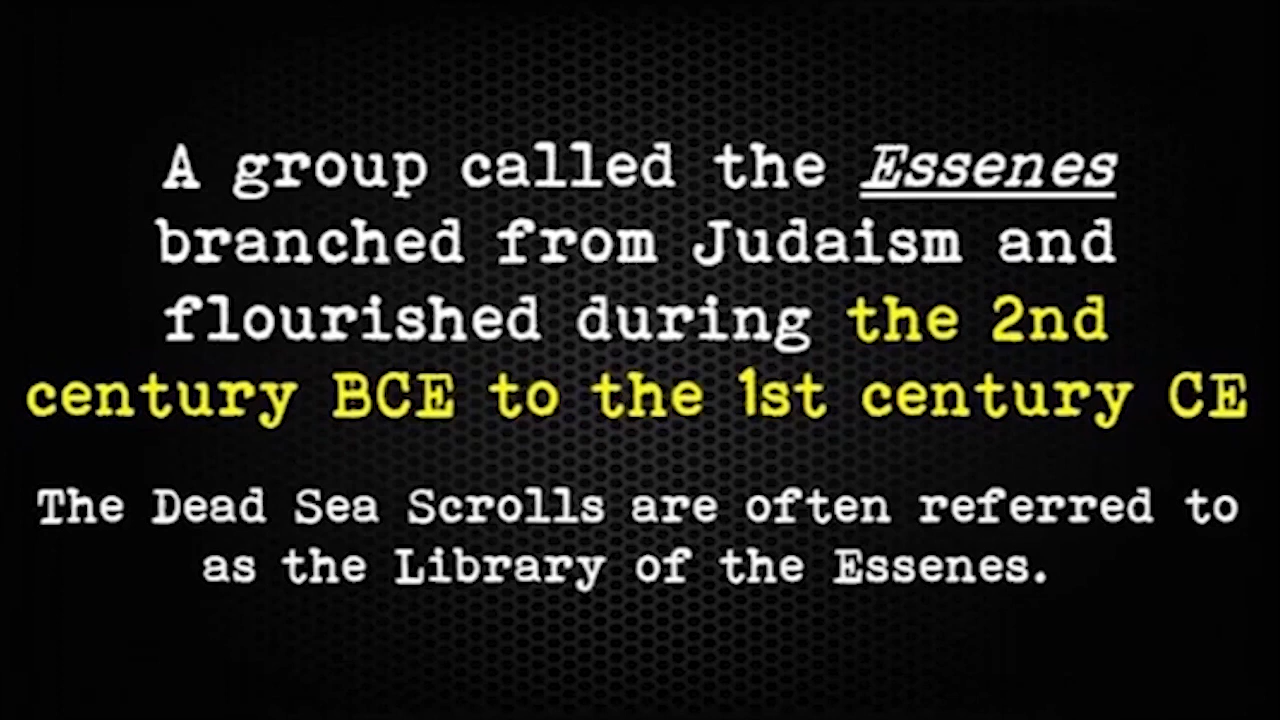 A group called the Essenes
branched from Judaism and
flourished during the 2nd
century BCE to the 1st century CE
The Dead Sea Scrolls are often referred to
as the Library of the Essenes.